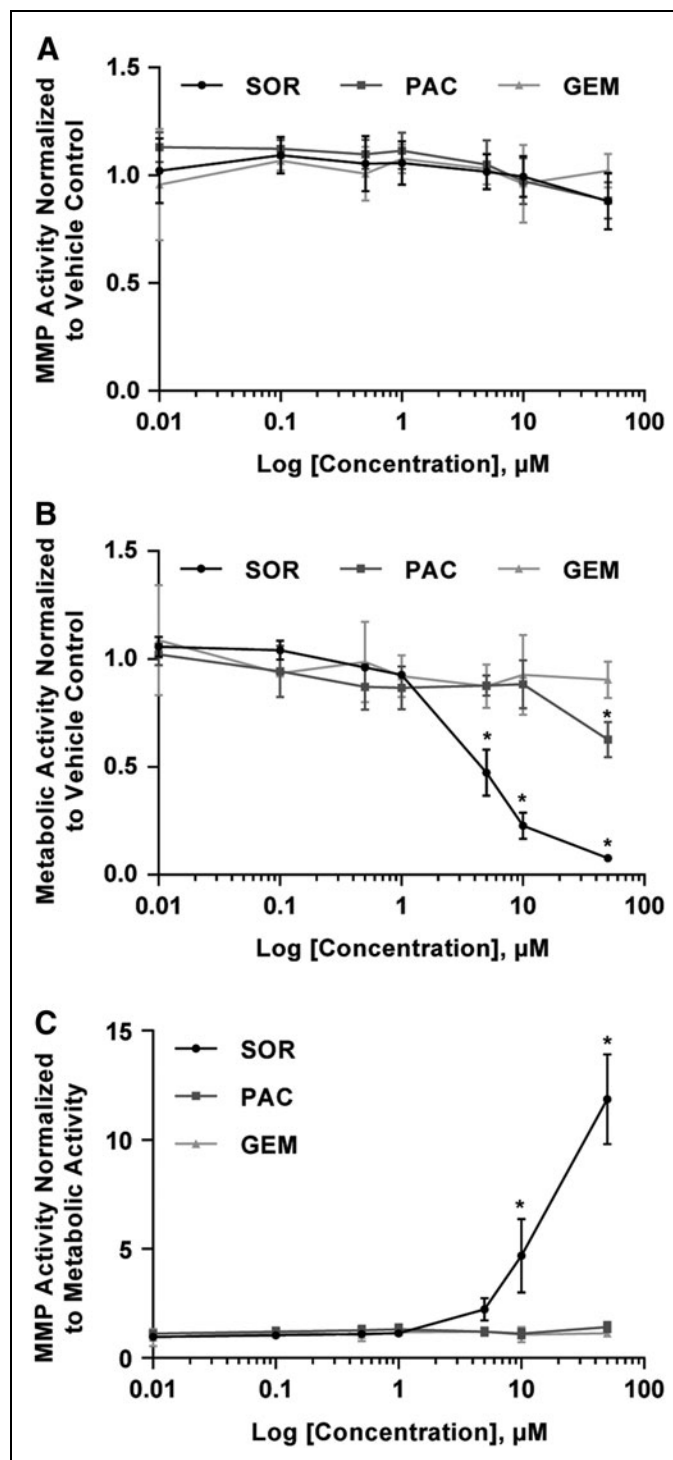 A
1.5
SOR PAC GEM
1.0
0.5
0.0
MMP Activity Normalized
to Vehicle Control
0.01 0.1 1 10 100
Log [Concentration], µM
B
1.5
SOR PAC GEM
1.0
*
*
0.5
*
*
0.0
Metabolic Activity Normalized
to Vehicle Control
0.01 0.1 1 10 100
Log [Concentration], µM
C
15
SOR
*
PAC
GEM
10
*
5
0
MMP Activity Normalized
to Metabolic Activity
0.01 0.1 1 10 100
Log [Concentration], µM